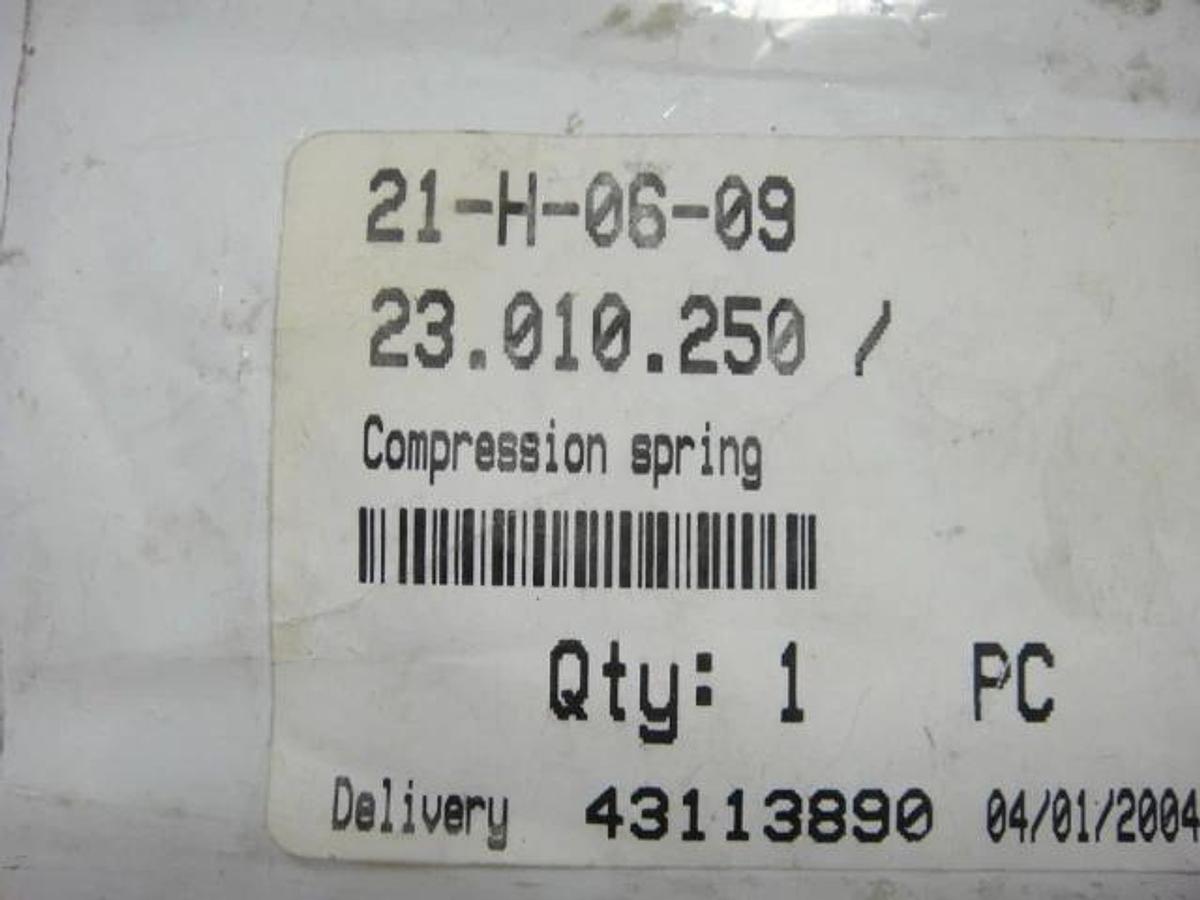 21-H-06-09
23.010.250 /
Compression spring
Qty: 1 PC
Delivery 43113890 04/01/2004